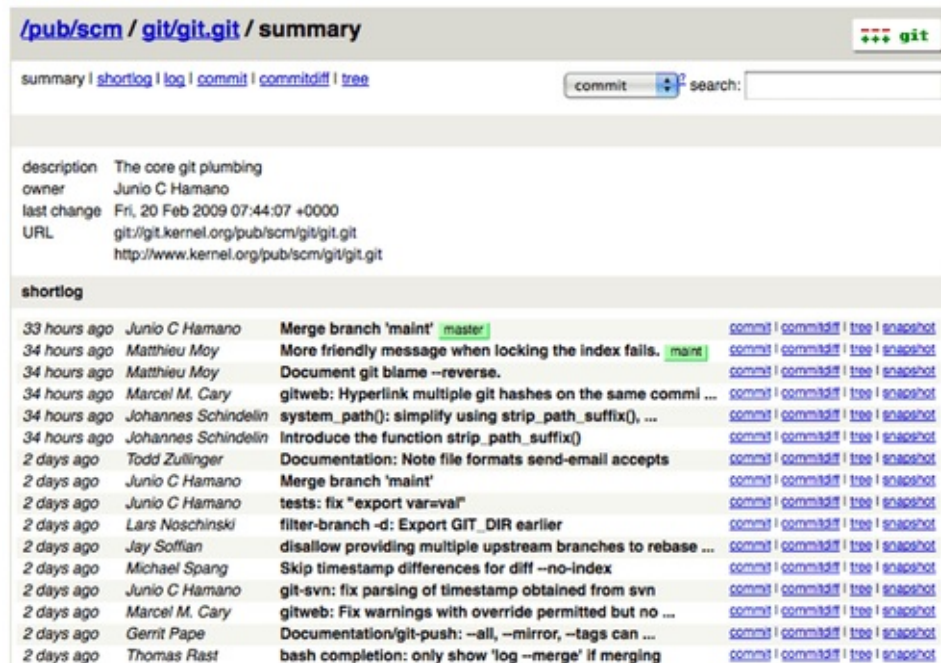 /pub/scm / git/git.git / summary
git
summary | shortlog | log | commit | commitdiff | tree
commit ? search:
description The core git plumbing
owner Junio C Hamano
last change Fri, 20 Feb 2009 07:44:07 +0000
URL git://git.kernel.org/pub/scm/git/git.git
http://www.kernel.org/pub/scm/git/git.git
shortlog
33 hours ago Junio C Hamano Merge branch 'maint' master commit | commitdiff | tree | snapshot
34 hours ago Matthieu Moy More friendly message when locking the index fails. maint commit | commitdiff | tree | snapshot
34 hours ago Matthieu Moy Document git blame --reverse. commit | commitdiff | tree | snapshot
34 hours ago Marcel M. Cary gitweb: Hyperlink multiple git hashes on the same commi ... commit | commitdiff | tree | snapshot
34 hours ago Johannes Schindelin system_path(): simplify using strip_path_suffix(), ... commit | commitdiff | tree | snapshot
34 hours ago Johannes Schindelin Introduce the function strip_path_suffix() commit | commitdiff | tree | snapshot
2 days ago Todd Zullinger Documentation: Note file formats send-email accepts commit | commitdiff | tree | snapshot
2 days ago Junio C Hamano Merge branch 'maint' commit | commitdiff | tree | snapshot
2 days ago Junio C Hamano tests: fix "export var=val" commit | commitdiff | tree | snapshot
2 days ago Lars Noschinski filter-branch -d: Export GIT_DIR earlier commit | commitdiff | tree | snapshot
2 days ago Jay Soffian disallow providing multiple upstream branches to rebase ... commit | commitdiff | tree | snapshot
2 days ago Michael Spang Skip timestamp differences for diff --no-index commit | commitdiff | tree | snapshot
2 days ago Junio C Hamano git-svn: fix parsing of timestamp obtained from svn commit | commitdiff | tree | snapshot
2 days ago Marcel M. Cary gitweb: Fix warnings with override permitted but no ... commit | commitdiff | tree | snapshot
2 days ago Gerrit Pape Documentation/git-push: --all, --mirror, --tags can ... commit | commitdiff | tree | snapshot
2 days ago Thomas Rast bash completion: only show 'log --merge' if merging commit | commitdiff | tree | snapshot